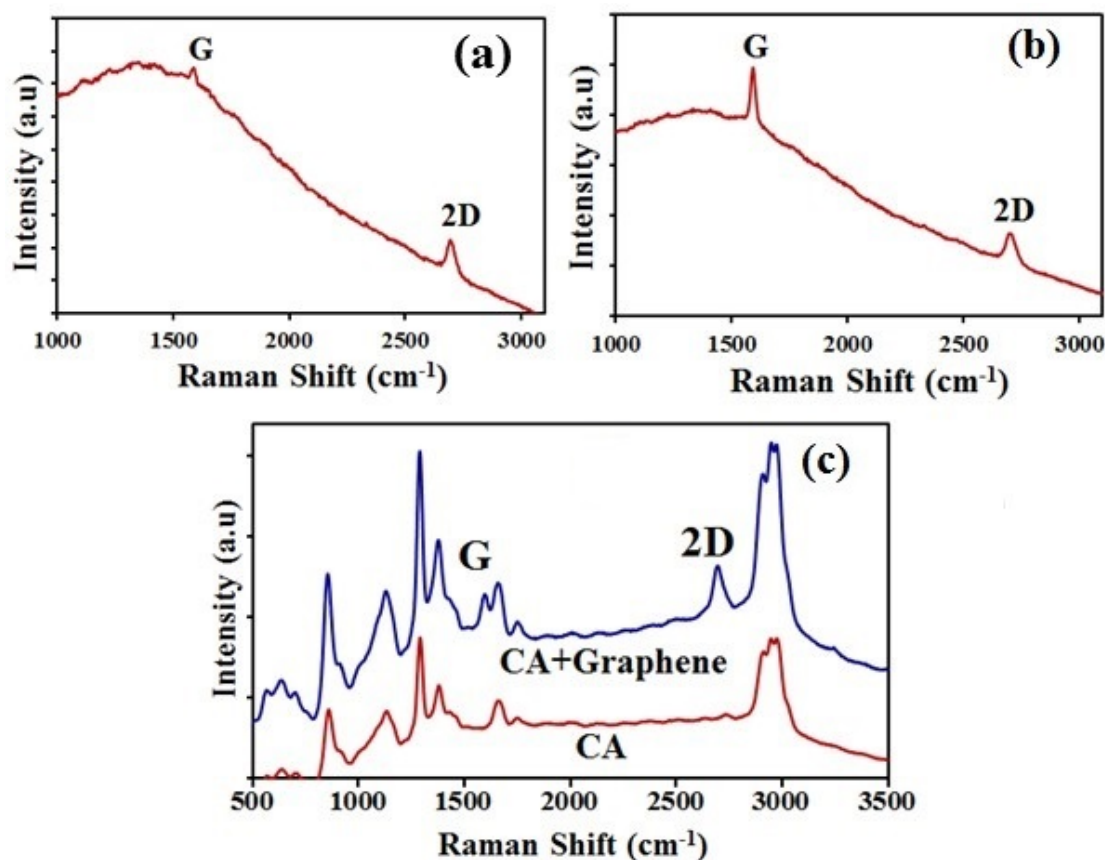 (a)
G
2D
Intensity (a.u)
1000 1500 2000 2500 3000
Raman Shift (cm-1)
(b)
G
2D
Intensity (a.u)
1000 1500 2000 2500 3000
Raman Shift (cm-1)
(c)
G
2D
CA+Graphene
CA
Intensity (a.u)
500 1000 1500 2000 2500 3000 3500
Raman Shift (cm-1)